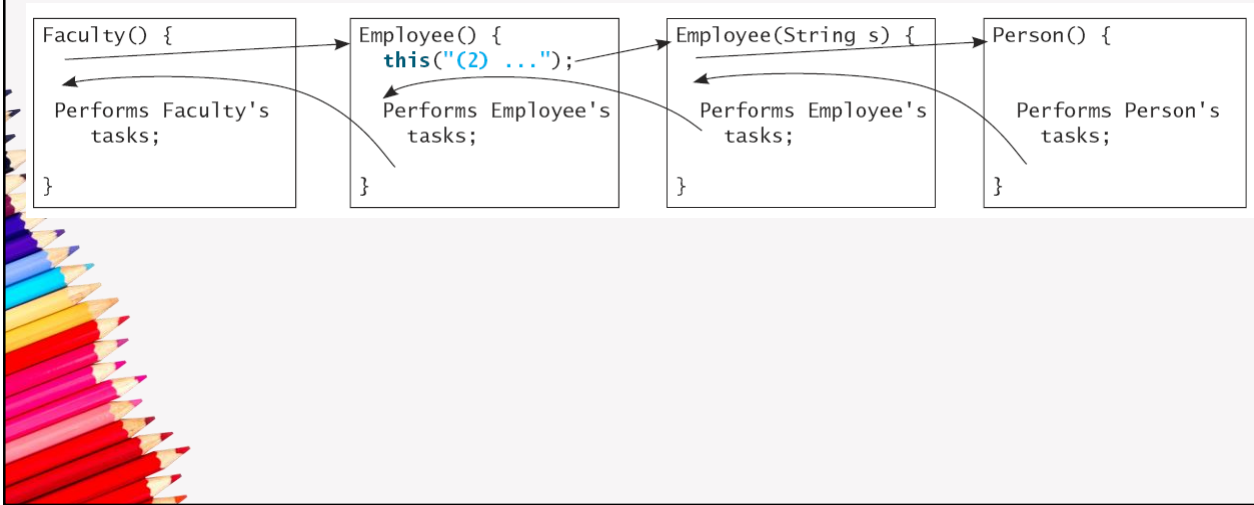 Faculty() {
Performs Faculty's
tasks;
}
Employee() {
this("(2) ...");
Performs Employee's
tasks;
}
Employee(String s) {
Performs Employee's
tasks;
}
Person() {
Performs Person's
tasks;
}